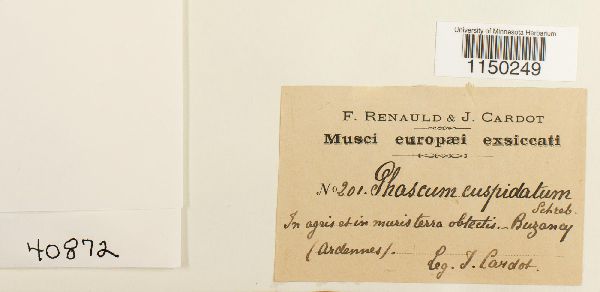 University of Minnesota Herbarium
1150249
F. RENAULD & J. CARDOT
Musci europæi exsiccati
No 201. Phascum cuspidatum
Schreb.
In agris et in muris terra obtectis. - Buzancy
(Ardennes). - Leg. J. Cardot.
40872